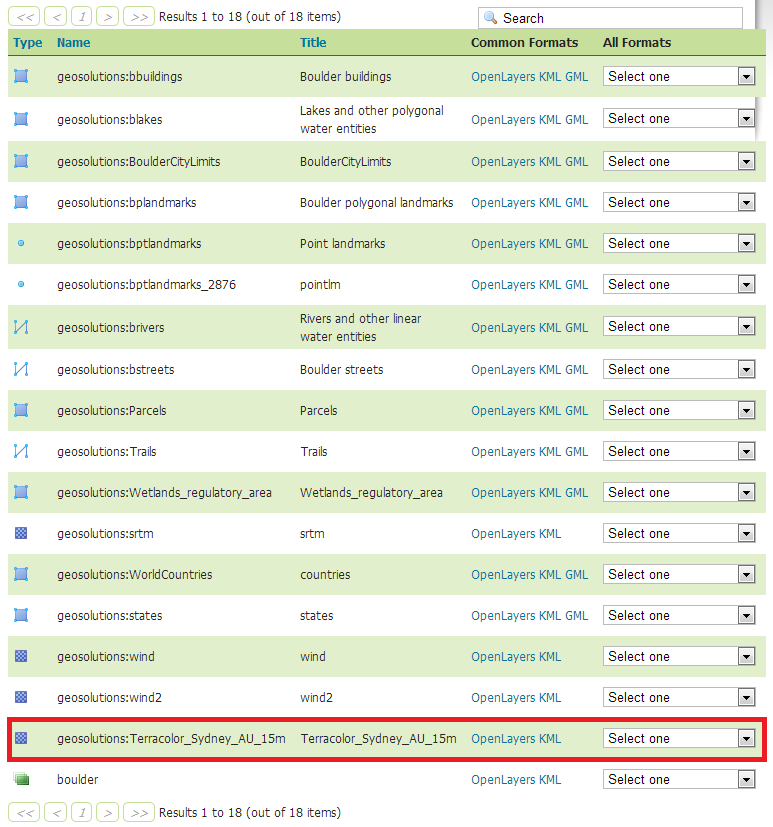 << < 1 > >> Results 1 to 18 (out of 18 items) Search
Type Name Title Common Formats All Formats
geosolutions:bbuildings Boulder buildings OpenLayers KML GML Select one
geosolutions:blakes Lakes and other polygonal water entities OpenLayers KML GML Select one
geosolutions:BoulderCityLimits BoulderCityLimits OpenLayers KML GML Select one
geosolutions:bplandmarks Boulder polygonal landmarks OpenLayers KML GML Select one
geosolutions:bptlandmarks Point landmarks OpenLayers KML GML Select one
geosolutions:bptlandmarks_2876 pointlm OpenLayers KML GML Select one
geosolutions:brivers Rivers and other linear water entities OpenLayers KML GML Select one
geosolutions:bstreets Boulder streets OpenLayers KML GML Select one
geosolutions:Parcels Parcels OpenLayers KML GML Select one
geosolutions:Trails Trails OpenLayers KML GML Select one
geosolutions:Wetlands_regulatory_area Wetlands_regulatory_area OpenLayers KML GML Select one
geosolutions:srtm srtm OpenLayers KML Select one
geosolutions:WorldCountries countries OpenLayers KML GML Select one
geosolutions:states states OpenLayers KML GML Select one
geosolutions:wind wind OpenLayers KML Select one
geosolutions:wind2 wind2 OpenLayers KML Select one
geosolutions:Terracolor_Sydney_AU_15m Terracolor_Sydney_AU_15m OpenLayers KML Select one
boulder OpenLayers KML Select one
<< < 1 > >> Results 1 to 18 (out of 18 items)